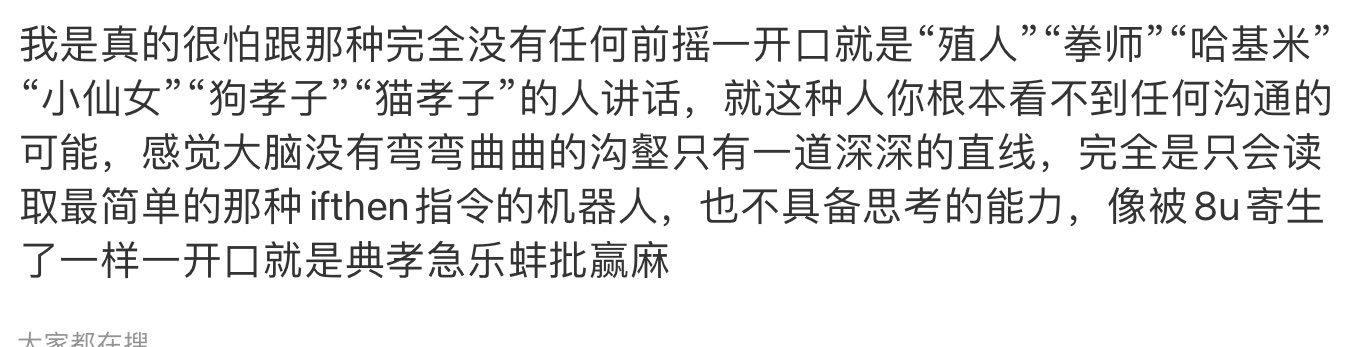 我是真的很怕跟那种完全没有任何前摇一开口就是“殖人”“拳师”“哈基米”
“小仙女”“狗孝子”“猫孝子”的人讲话，就这种人你根本看不到任何沟通的
可能，感觉大脑没有弯弯曲曲的沟壑只有一道深深的直线，完全是只会读
取最简单的那种ifthen指令的机器人，也不具备思考的能力，像被8u寄生
了一样一开口就是典孝急乐蚌批赢麻
大家都在搜